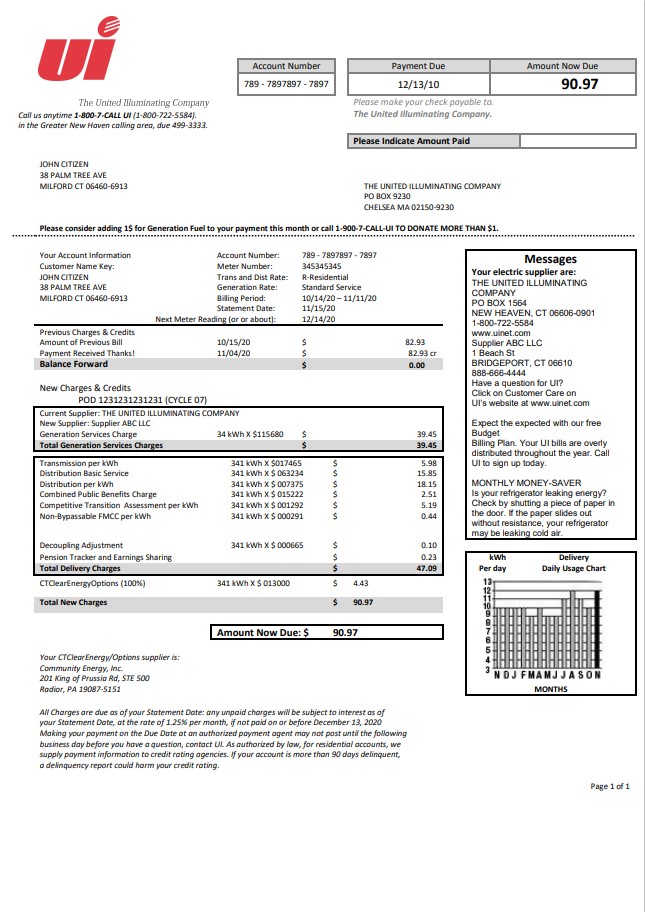 ui
Account Number
Payment Due
Amount Now Due
789 - 7897897 - 7897
12/13/10
90.97
The United Illuminating Company
Call us anytime 1-800-7-CALL UI (1-800-722-5584).
in the Greater New Haven calling area, due 499-3333.
Please make your check payable to.
The United Illuminating Company.
Please Indicate Amount Paid
JOHN CITIZEN
38 PALM TREE AVE
MILFORD CT 06460-6913
THE UNITED ILLUMINATING COMPANY
PO BOX 9230
CHELSEA MA 02150-9230
Please consider adding 1$ for Generation Fuel to your payment this month or call 1-900-7-CALL-UI TO DONATE MORE THAN $1.
Your Account Information Account Number: 789 - 7897897 - 7897
Customer Name Key: Meter Number: 345345345
JOHN CITIZEN Trans and Dist Rate: R-Residential
38 PALM TREE AVE Generation Rate: Standard Service
MILFORD CT 06460-6913 Billing Period: 10/14/20 – 11/11/20
Statement Date: 11/15/20
Next Meter Reading (or or about): 12/14/20
Previous Charges & Credits
Amount of Previous Bill 10/15/20 $ 82.93
Payment Received Thanks! 11/04/20 $ 82.93 cr
Balance Forward $ 0.00
New Charges & Credits
POD 1231231231231 (CYCLE 07)
Current Supplier: THE UNITED ILLUMINATING COMPANY
New Supplier: Supplier ABC LLC
Generation Services Charge 34 kWh X $115680 $ 39.45
Total Generation Services Charges $ 39.45
Transmission per kWh 341 kWh X $017465 $ 5.98
Distribution Basic Service 341 kWh X $ 063234 $ 15.85
Distribution per kWh 341 kWh X $ 007375 $ 18.15
Combined Public Benefits Charge 341 kWh X $ 015222 $ 2.51
Competitive Transition Assessment per kWh 341 kWh X $ 001292 $ 5.19
Non-Bypassable FMCC per kWh 341 kWh X $ 000291 $ 0.44
Decoupling Adjustment 341 kWh X $ 000665 $ 0.10
Pension Tracker and Earnings Sharing $ 0.23
Total Delivery Charges $ 47.09
CTClearEnergyOptions (100%) 341 kWh X $ 013000 $ 4.43
Total New Charges $ 90.97
Amount Now Due: $ 90.97
Your CTClearEnergy/Options supplier is:
Community Energy, Inc.
201 King of Prussia Rd, STE 500
Radior, PA 19087-5151
All Charges are due as of your Statement Date: any unpaid charges will be subject to interest as of
your Statement Date, at the rate of 1.25% per month, if not paid on or before December 13, 2020
Making your payment on the Due Date at an authorized payment agent may not post until the following
business day before you have a question, contact UI. As authorized by law, for residential accounts, we
supply payment information to credit rating agencies. If your account is more than 90 days delinquent,
a delinquency report could harm your credit rating.
Messages
Your electric supplier are:
THE UNITED ILLUMINATING
COMPANY
PO BOX 1564
NEW HEAVEN, CT 06606-0901
1-800-722-5584
www.uinet.com
Supplier ABC LLC
1 Beach St
BRIDGEPORT, CT 06610
888-666-4444
Have a question for UI?
Click on Customer Care on
UI's website at www.uinet.com
Expect the expected with our free
Budget
Billing Plan. Your UI bills are overly
distributed throughout the year. Call
UI to sign up today.
MONTHLY MONEY-SAVER
Is your refrigerator leaking energy?
Check by shutting a piece of paper in
the door. If the paper slides out
without resistance, your refrigerator
may be leaking cold air.
kWh Delivery
Per day Daily Usage Chart
13
12
11
10
9
8
7
6
5
4
3
N D J F M A M J J A S O N
MONTHS
Page 1 of 1